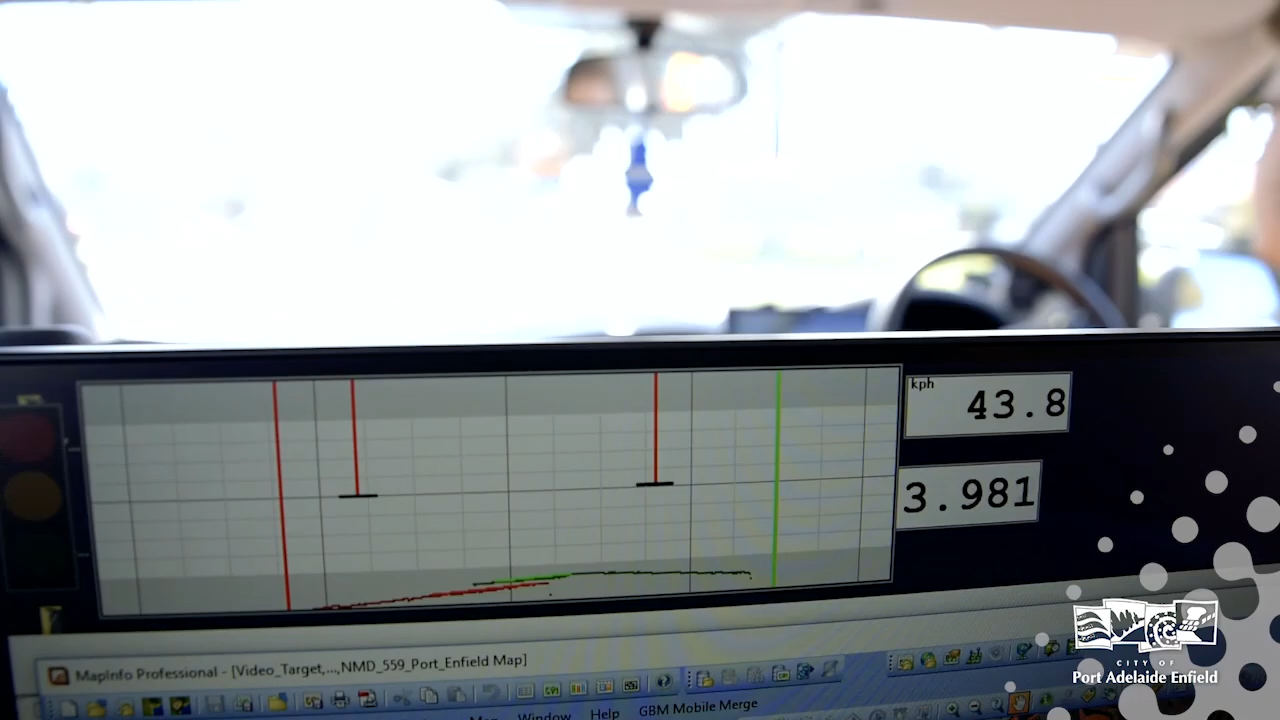 kph
43.8
3.981
MapInfo Professional - [Video_Target,...,NMD_559_Port_Enfield Map]
Map Window Help GBM Mobile Merge
CITY OF
Port Adelaide Enfield